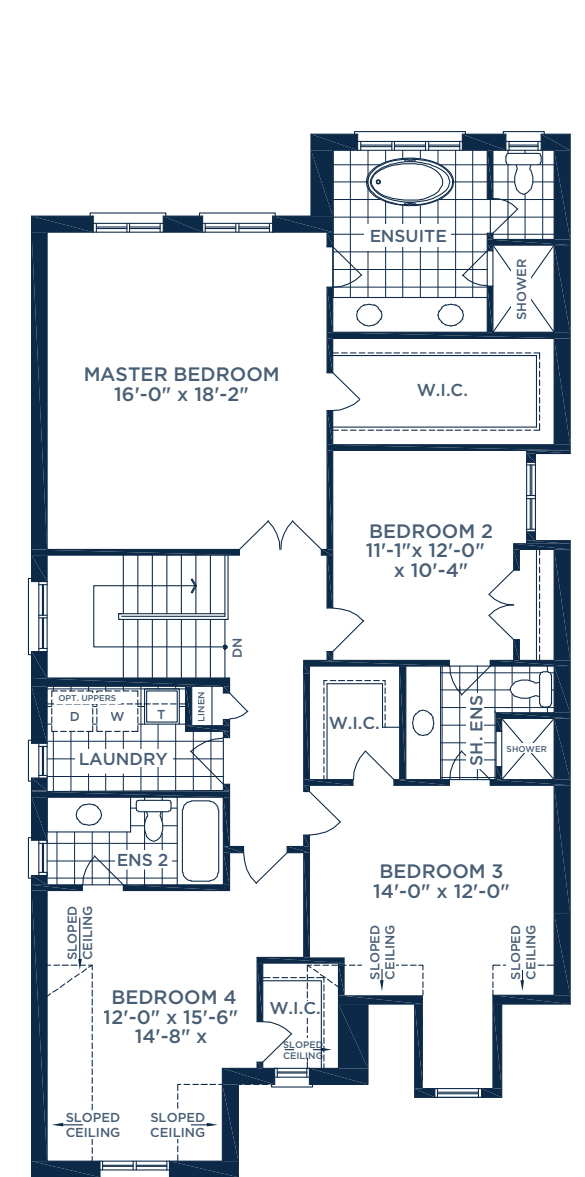 ENSUITE
SHOWER
MASTER BEDROOM
16'-0" x 18'-2"
W.I.C.
BEDROOM 2
11'-1"x 12'-0"
x 10'-4"
DN
OPT. UPPERS
D
W
T
LINEN
LAUNDRY
W.I.C.
SH. ENS
SHOWER
ENS 2
BEDROOM 3
14'-0" x 12'-0"
SLOPED
CEILING
SLOPED
CEILING
SLOPED
CEILING
BEDROOM 4
12'-0" x 15'-6"
14'-8" x
W.I.C.
SLOPED
CEILING
SLOPED
CEILING
SLOPED
CEILING